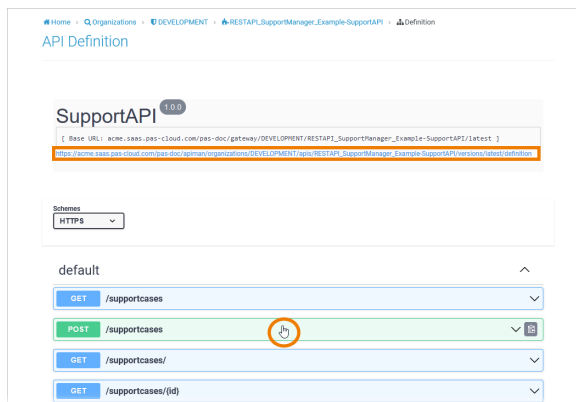 Home › Organizations › DEVELOPMENT › RESTAPI_SupportManager_Example-SupportAPI › Definition
API Definition
SupportAPI 1.0.0
[ Base URL: acme.saas.pas-cloud.com/pas-doc/gateway/DEVELOPMENT/RESTAPI_SupportManager_Example-SupportAPI/latest ]
https://acme.saas.pas-cloud.com/pas-doc/apiman/organizations/DEVELOPMENT/apis/RESTAPI_SupportManager_Example-SupportAPI/versions/latest/definition
Schemes
HTTPS
default
GET /supportcases
POST /supportcases
GET /supportcases/
GET /supportcases/{id}